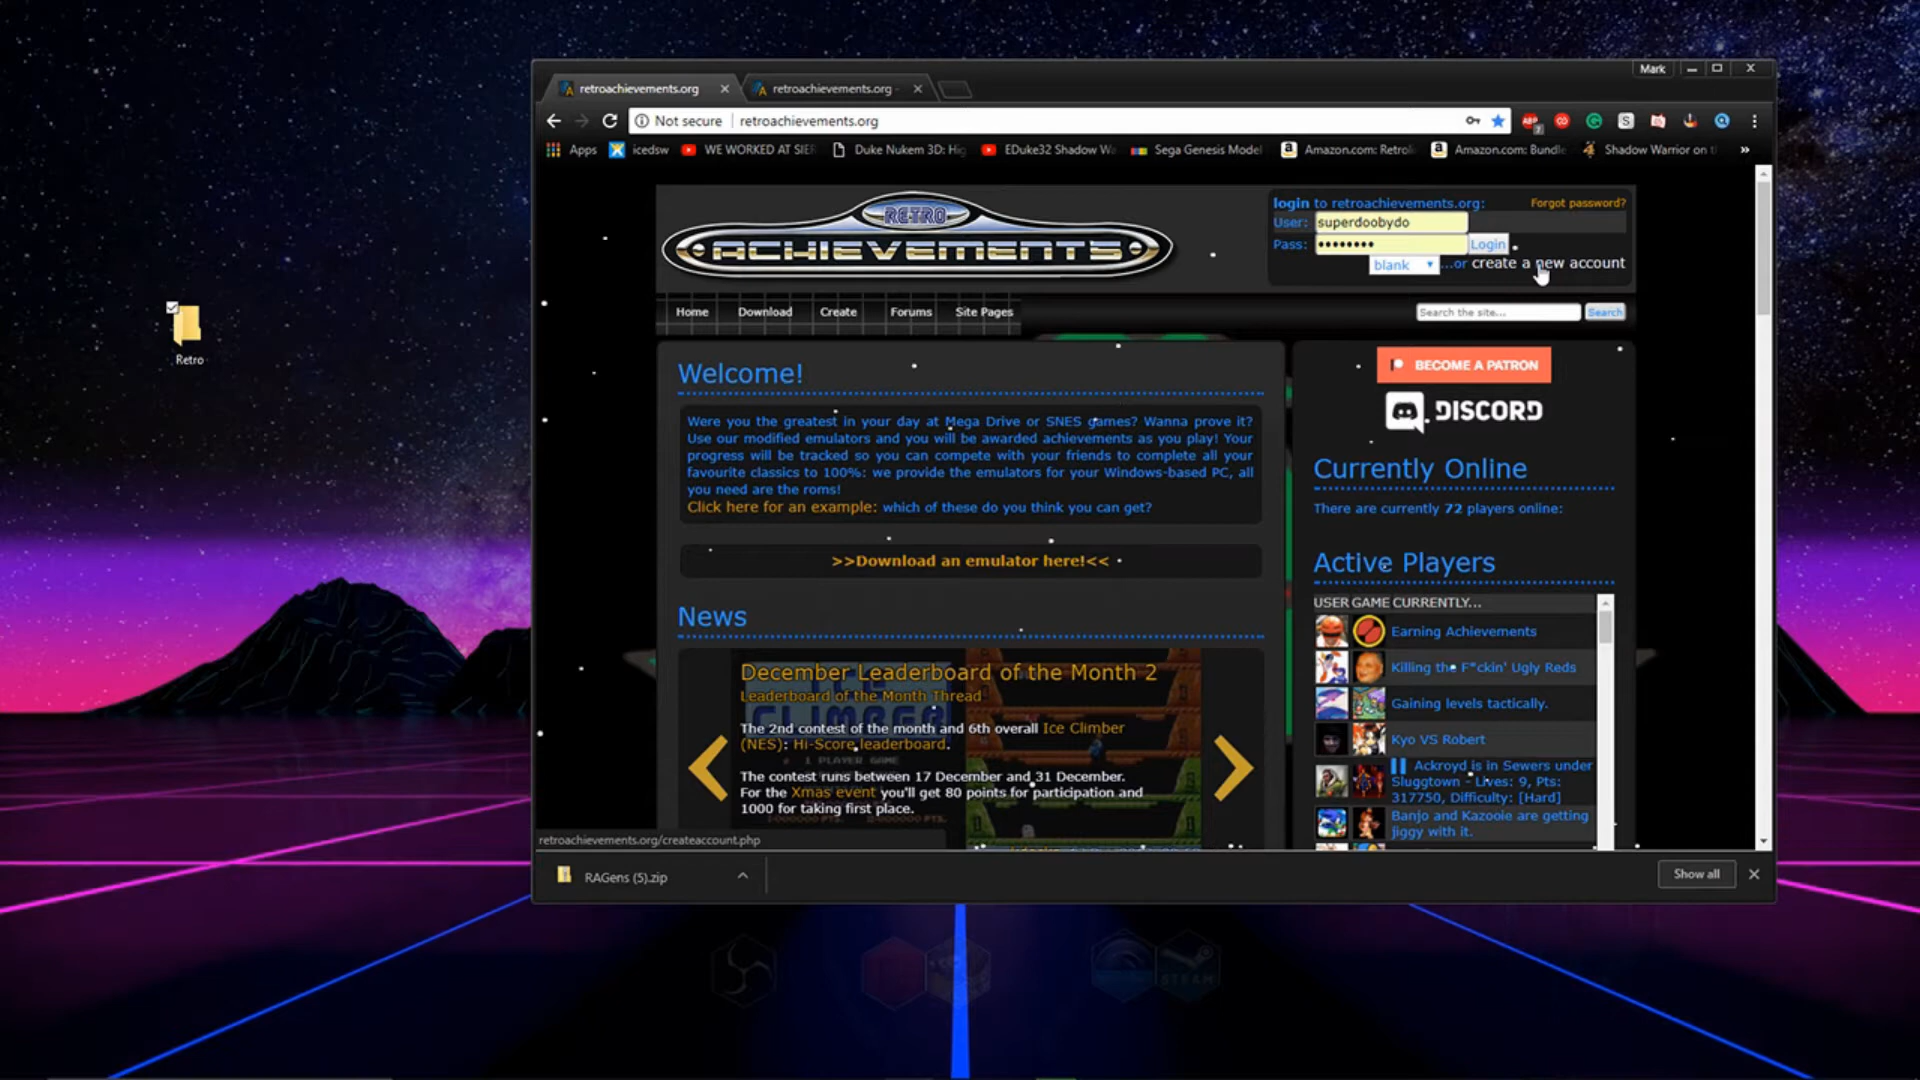 Mark
retroachievements.org
retroachievements.org -
Not secure
retroachievements.org
Apps
icedsw
WE WORKED AT SIER
Duke Nukem 3D: Hig
EDuke32 Shadow Wa
Sega Genesis Model
Amazon.com: Retroli
Amazon.com: Bundle
Shadow Warrior on t
»
RETRO
ACHIEVEMENTS
login to retroachievements.org:
Forgot password?
User: superdoobydo
Pass: ••••••••
Login
blank
...or create a new account
Home
Download
Create
Forums
Site Pages
Search the site...
Search
Retro
Welcome!
Were you the greatest in your day at Mega Drive or SNES games? Wanna prove it?
Use our modified emulators and you will be awarded achievements as you play! Your
progress will be tracked so you can compete with your friends to complete all your
favourite classics to 100%: we provide the emulators for your Windows-based PC, all
you need are the roms!
Click here for an example: which of these do you think you can get?
>>Download an emulator here!<<
News
December Leaderboard of the Month 2
Leaderboard of the Month Thread
The 2nd contest of the month and 6th overall Ice Climber
(NES): Hi-Score leaderboard.
1 PLAYER GAME
The contest runs between 17 December and 31 December.
For the Xmas event you'll get 80 points for participation and
1000 for taking first place.
BECOME A PATRON
DISCORD
Currently Online
There are currently 72 players online:
Active Players
USER GAME CURRENTLY...
Earning Achievements
Killing the F*ckin' Ugly Reds
Gaining levels tactically.
Kyo VS Robert
Ackroyd is in Sewers under
Sluggtown - Lives: 9, Pts:
317750, Difficulty: [Hard]
Banjo and Kazooie are getting
jiggy with it.
retroachievements.org/createaccount.php
RAGens (5).zip
Show all
STEAM